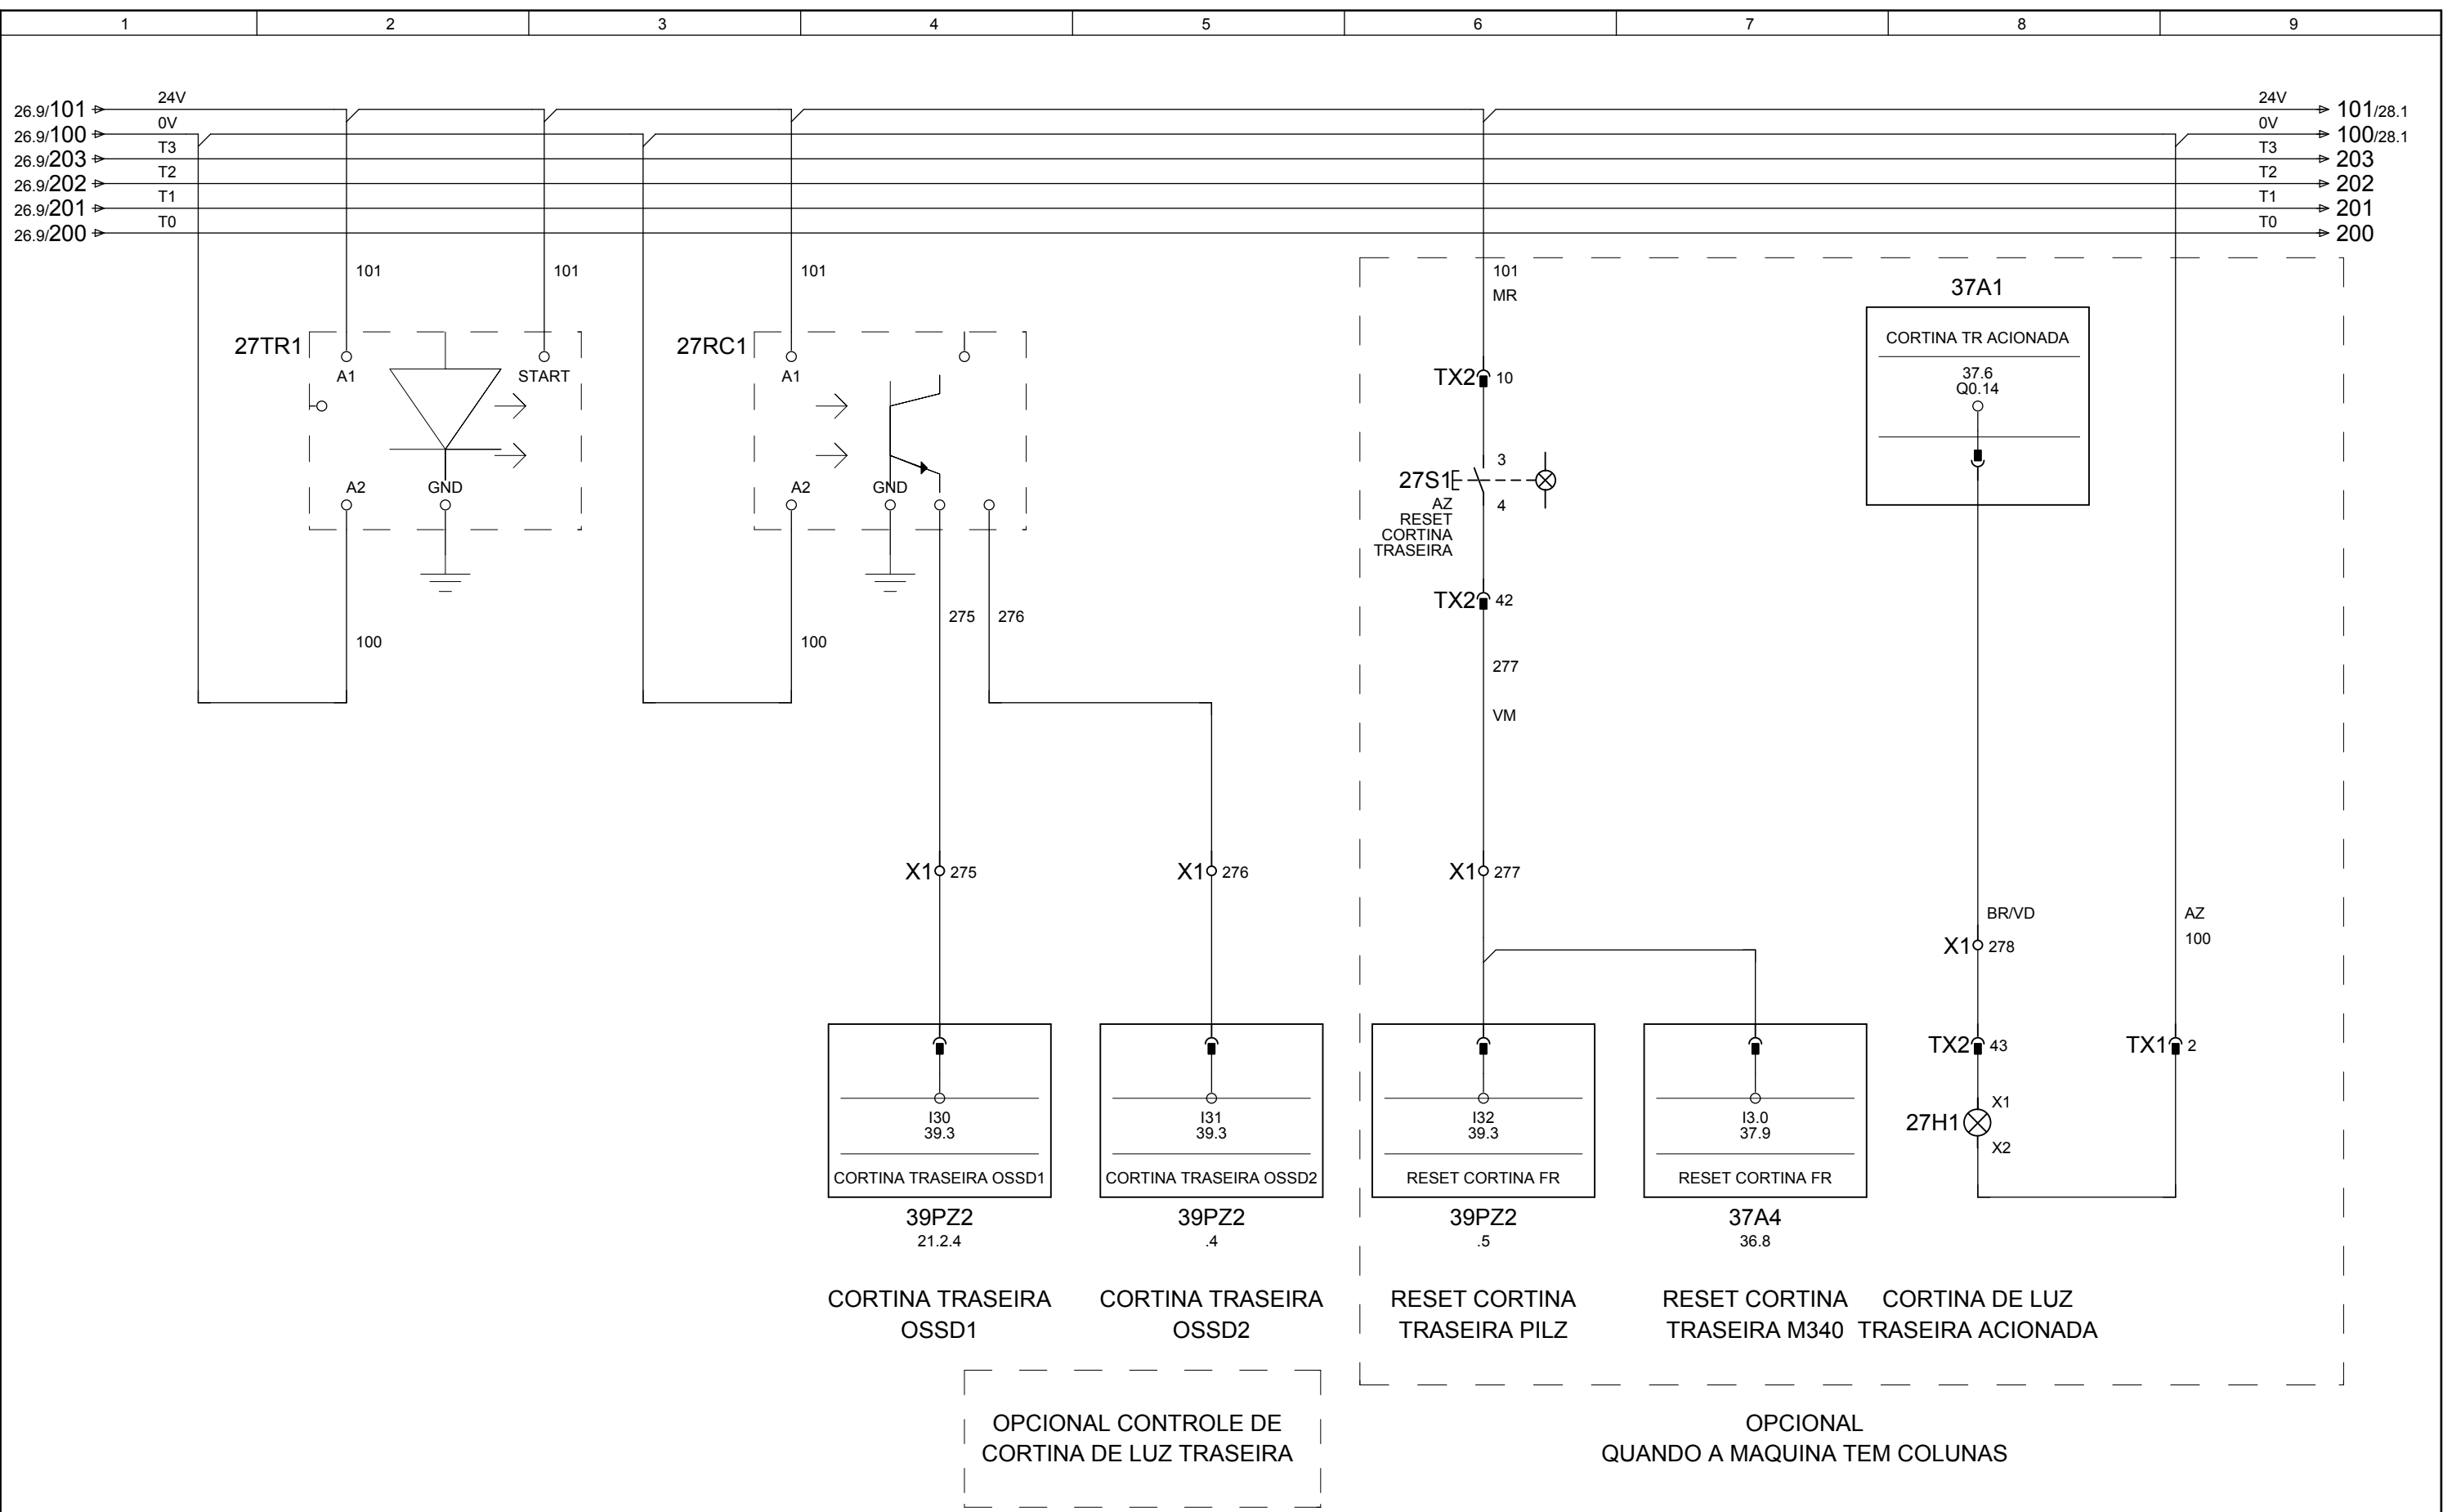 1 2 3 4 5 6 7 8 9
24V 24V
26.9/101 101/28.1
0V 0V
26.9/100 100/28.1
T3 T3
26.9/203 203
T2 T2
26.9/202 202
T1 T1
26.9/201 201
T0 T0
26.9/200 200
101 101 101 101
MR
37A1
CORTINA TR ACIONADA
37.6
Q0.14
27TR1
A1 START
A2 GND
27RC1
A1
A2 GND
TX2 10
27S1 3
4
AZ
RESET
CORTINA
TRASEIRA
TX2 42
275 276
100 100
277
VM
X1 275
X1 276
X1 277
BR/VD AZ
100
X1 278
TX2 43
TX1 2
27H1 X1
X2
I30
39.3
CORTINA TRASEIRA OSSD1
39PZ2
21.2.4
I31
39.3
CORTINA TRASEIRA OSSD2
39PZ2
.4
I32
39.3
RESET CORTINA FR
39PZ2
.5
I3.0
37.9
RESET CORTINA FR
37A4
36.8
CORTINA TRASEIRA
OSSD1
CORTINA TRASEIRA
OSSD2
RESET CORTINA
TRASEIRA PILZ
RESET CORTINA
TRASEIRA M340
CORTINA DE LUZ
TRASEIRA ACIONADA
OPCIONAL CONTROLE DE
CORTINA DE LUZ TRASEIRA
OPCIONAL
QUANDO A MAQUINA TEM COLUNAS